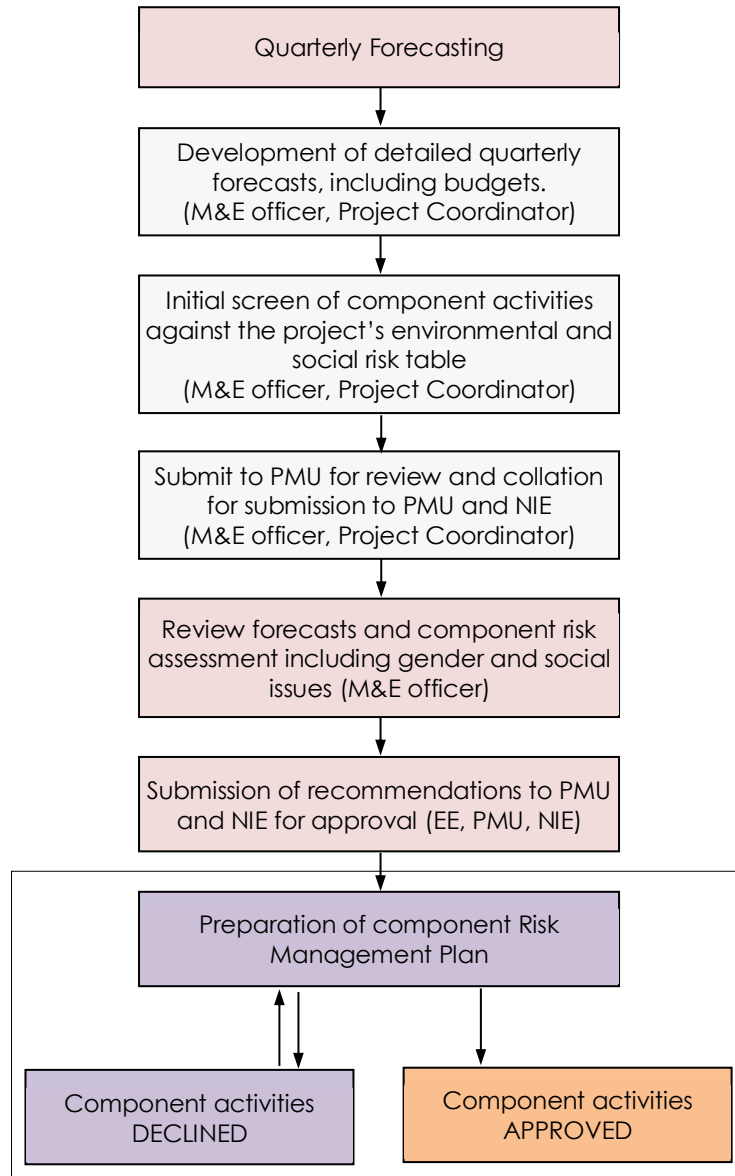 Quarterly Forecasting
Development of detailed quarterly
forecasts, including budgets.
(M&E officer, Project Coordinator)
Initial screen of component activities
against the project's environmental and
social risk table
(M&E officer, Project Coordinator)
Submit to PMU for review and collation
for submission to PMU and NIE
(M&E officer, Project Coordinator)
Review forecasts and component risk
assessment including gender and social
issues (M&E officer)
Submission of recommendations to PMU
and NIE for approval (EE, PMU, NIE)
Preparation of component Risk
Management Plan
Component activities
DECLINED
Component activities
APPROVED